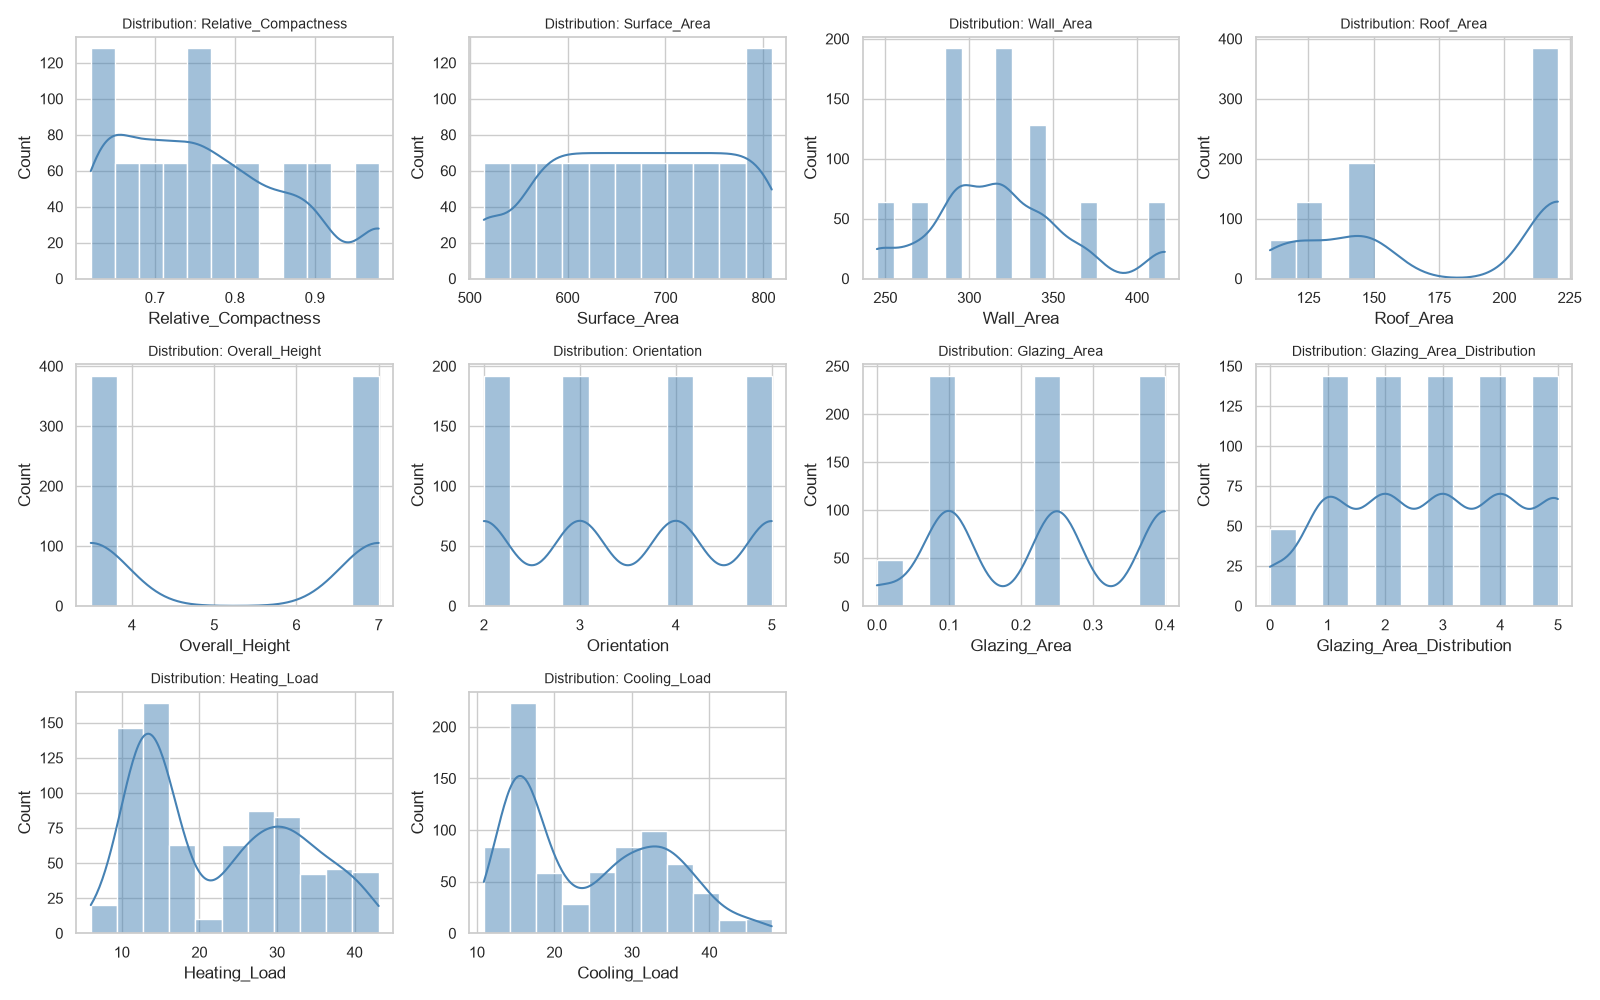 Distribution: Relative_Compactness
Count
0
20
40
60
80
100
120
0.7 0.8 0.9
Relative_Compactness
Distribution: Surface_Area
Count
0
20
40
60
80
100
120
500 600 700 800
Surface_Area
Distribution: Wall_Area
Count
0
50
100
150
200
250 300 350 400
Wall_Area
Distribution: Roof_Area
Count
0
100
200
300
400
125 150 175 200 225
Roof_Area
Distribution: Overall_Height
Count
0
100
200
300
400
4 5 6 7
Overall_Height
Distribution: Orientation
Count
0
50
100
150
200
2 3 4 5
Orientation
Distribution: Glazing_Area
Count
0
50
100
150
200
250
0.0 0.1 0.2 0.3 0.4
Glazing_Area
Distribution: Glazing_Area_Distribution
Count
0
25
50
75
100
125
150
0 1 2 3 4 5
Glazing_Area_Distribution
Distribution: Heating_Load
Count
0
25
50
75
100
125
150
10 20 30 40
Heating_Load
Distribution: Cooling_Load
Count
0
50
100
150
200
10 20 30 40
Cooling_Load